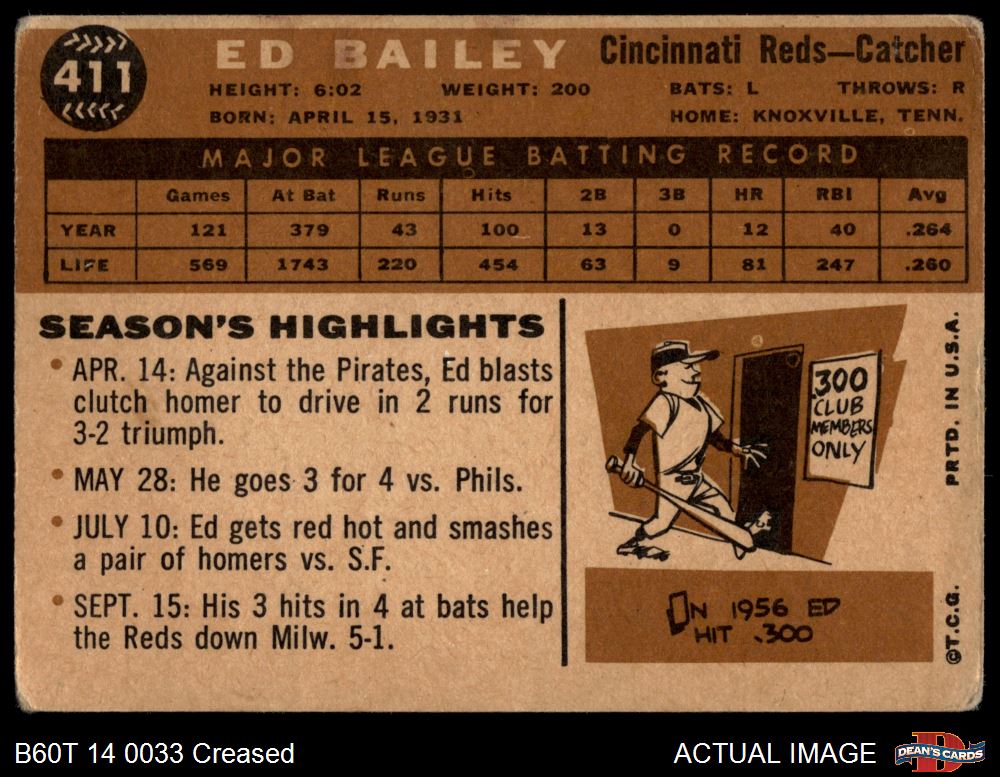 411
ED BAILEY Cincinnati Reds—Catcher
HEIGHT: 6:02 WEIGHT: 200 BATS: L THROWS: R
BORN: APRIL 15, 1931 HOME: KNOXVILLE, TENN.
MAJOR LEAGUE BATTING RECORD
Games At Bat Runs Hits 2B 3B HR RBI Avg
YEAR 121 379 43 100 13 0 12 40 .264
LIFE 569 1743 220 454 63 9 81 247 .260
SEASON'S HIGHLIGHTS
• APR. 14: Against the Pirates, Ed blasts
clutch homer to drive in 2 runs for
3-2 triumph.
• MAY 28: He goes 3 for 4 vs. Phils.
• JULY 10: Ed gets red hot and smashes
a pair of homers vs. S.F.
• SEPT. 15: His 3 hits in 4 at bats help
the Reds down Milw. 5-1.
.300
CLUB
MEMBERS
ONLY
IN 1956 ED
HIT .300
©T.C.G. PRTD. IN U.S.A.
B60T 14 0033 Creased
ACTUAL IMAGE
DEAN'S CARDS